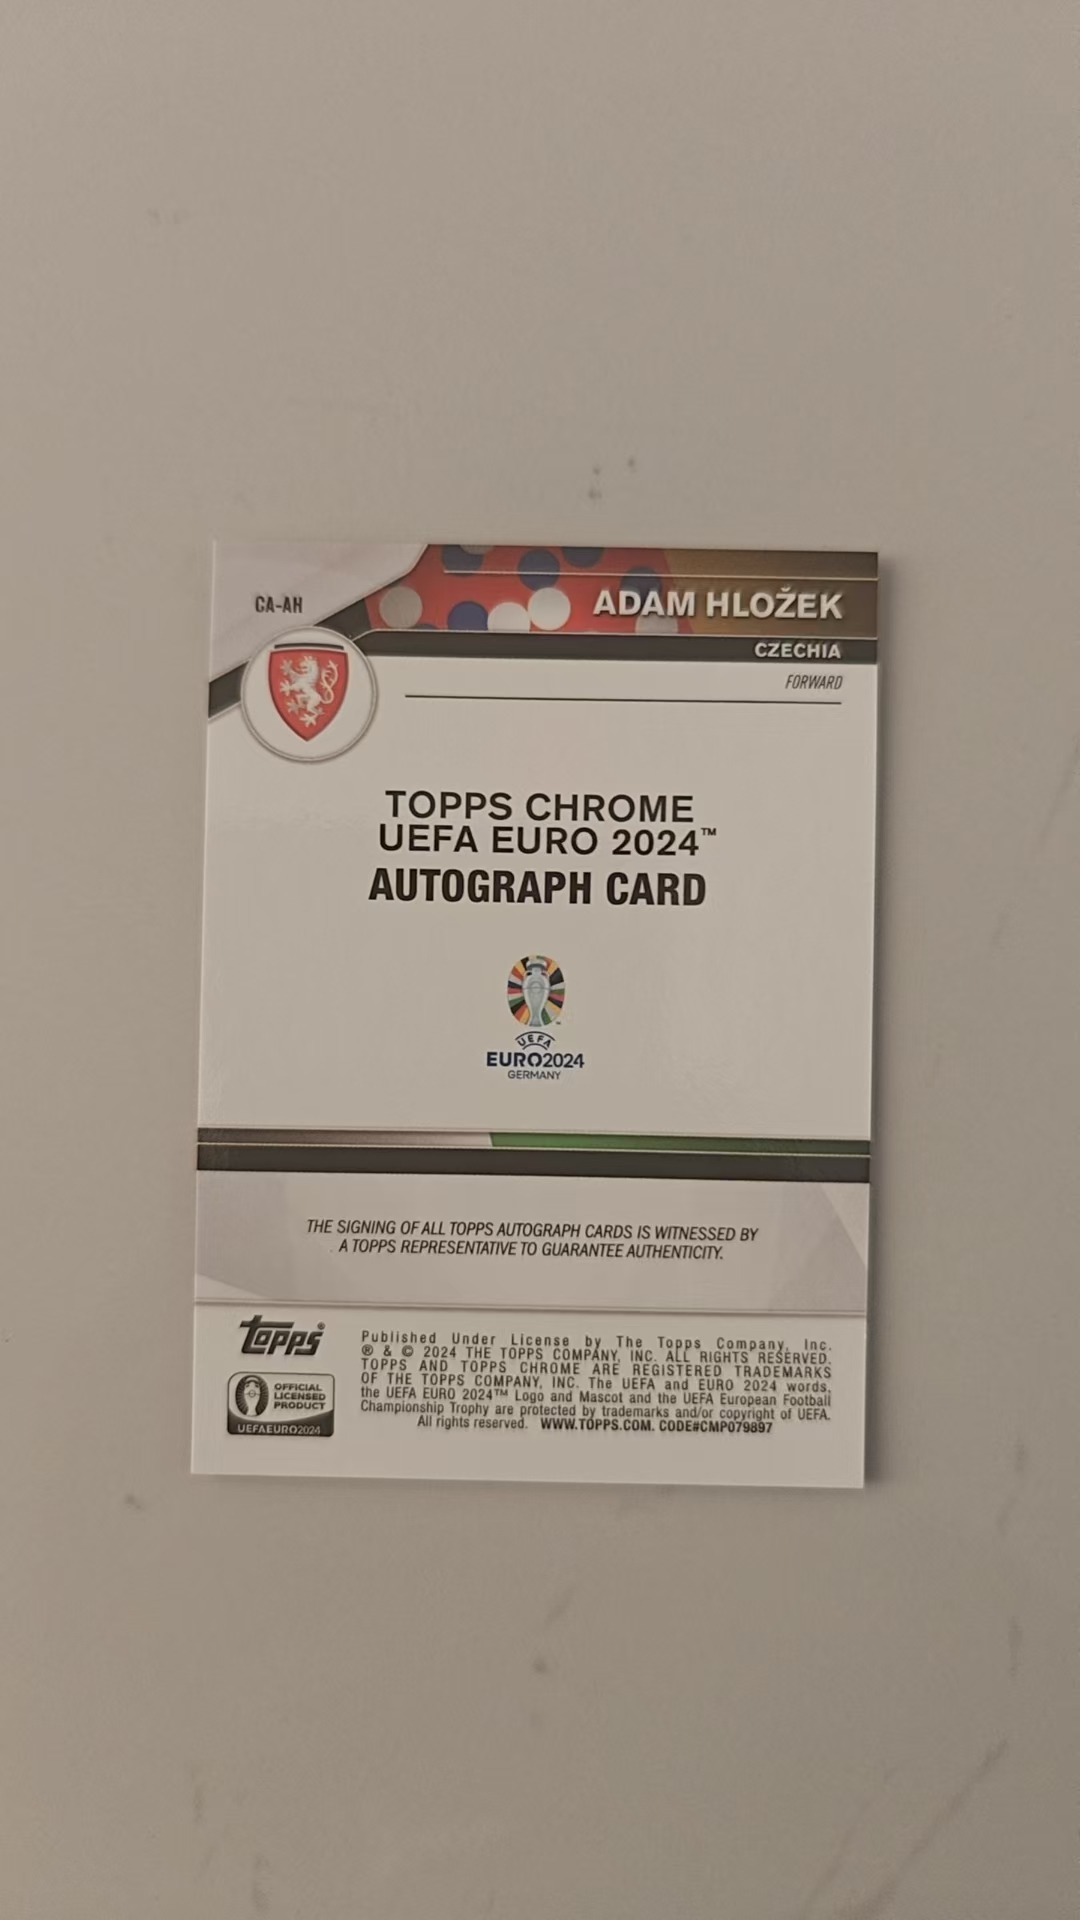 CA-AH
ADAM HLOŽEK
CZECHIA
FORWARD
TOPPS CHROME
UEFA EURO 2024™
AUTOGRAPH CARD
UEFA
EURO2024
GERMANY
THE SIGNING OF ALL TOPPS AUTOGRAPH CARDS IS WITNESSED BY
A TOPPS REPRESENTATIVE TO GUARANTEE AUTHENTICITY.
Topps®
OFFICIAL
LICENSED
PRODUCT
UEFAEURO2024
Published Under License by The Topps Company, Inc.
® & © 2024 THE TOPPS COMPANY, INC. ALL RIGHTS RESERVED.
TOPPS AND TOPPS CHROME ARE REGISTERED TRADEMARKS
OF THE TOPPS COMPANY, INC. The UEFA and EURO 2024 words,
the UEFA EURO 2024™ Logo and Mascot and the UEFA European Football
Championship Trophy are protected by trademarks and/or copyright of UEFA.
All rights reserved. WWW.TOPPS.COM. CODE#CMP079897